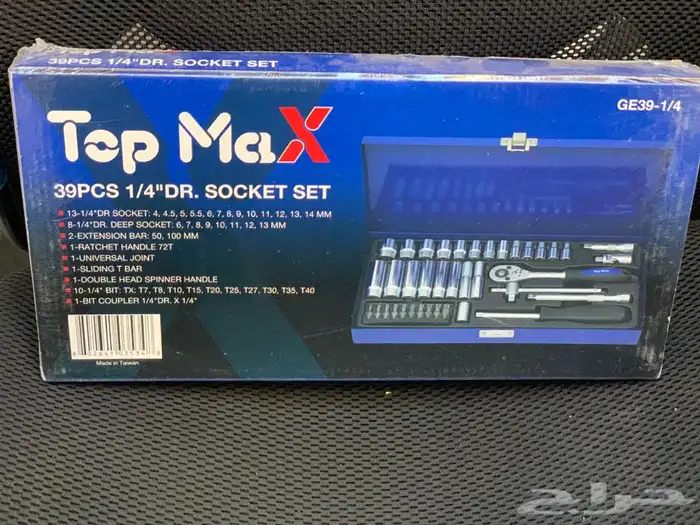 39PCS 1/4"DR. SOCKET SET
GE39-1/4
Top MaX
39PCS 1/4"DR. SOCKET SET
13-1/4"DR SOCKET: 4, 4.5, 5, 5.5, 6, 7, 8, 9, 10, 11, 12, 13, 14 MM
8-1/4"DR. DEEP SOCKET: 6, 7, 8, 9, 10, 11, 12, 13 MM
2-EXTENSION BAR: 50, 100 MM
1-RATCHET HANDLE 72T
1-UNIVERSAL JOINT
1-SLIDING T BAR
1-DOUBLE HEAD SPINNER HANDLE
10-1/4" BIT: TX: T7, T8, T10, T15, T20, T25, T27, T30, T35, T40
1-BIT COUPLER 1/4"DR. X 1/4"
Made in Taiwan
Top MaX
حراج